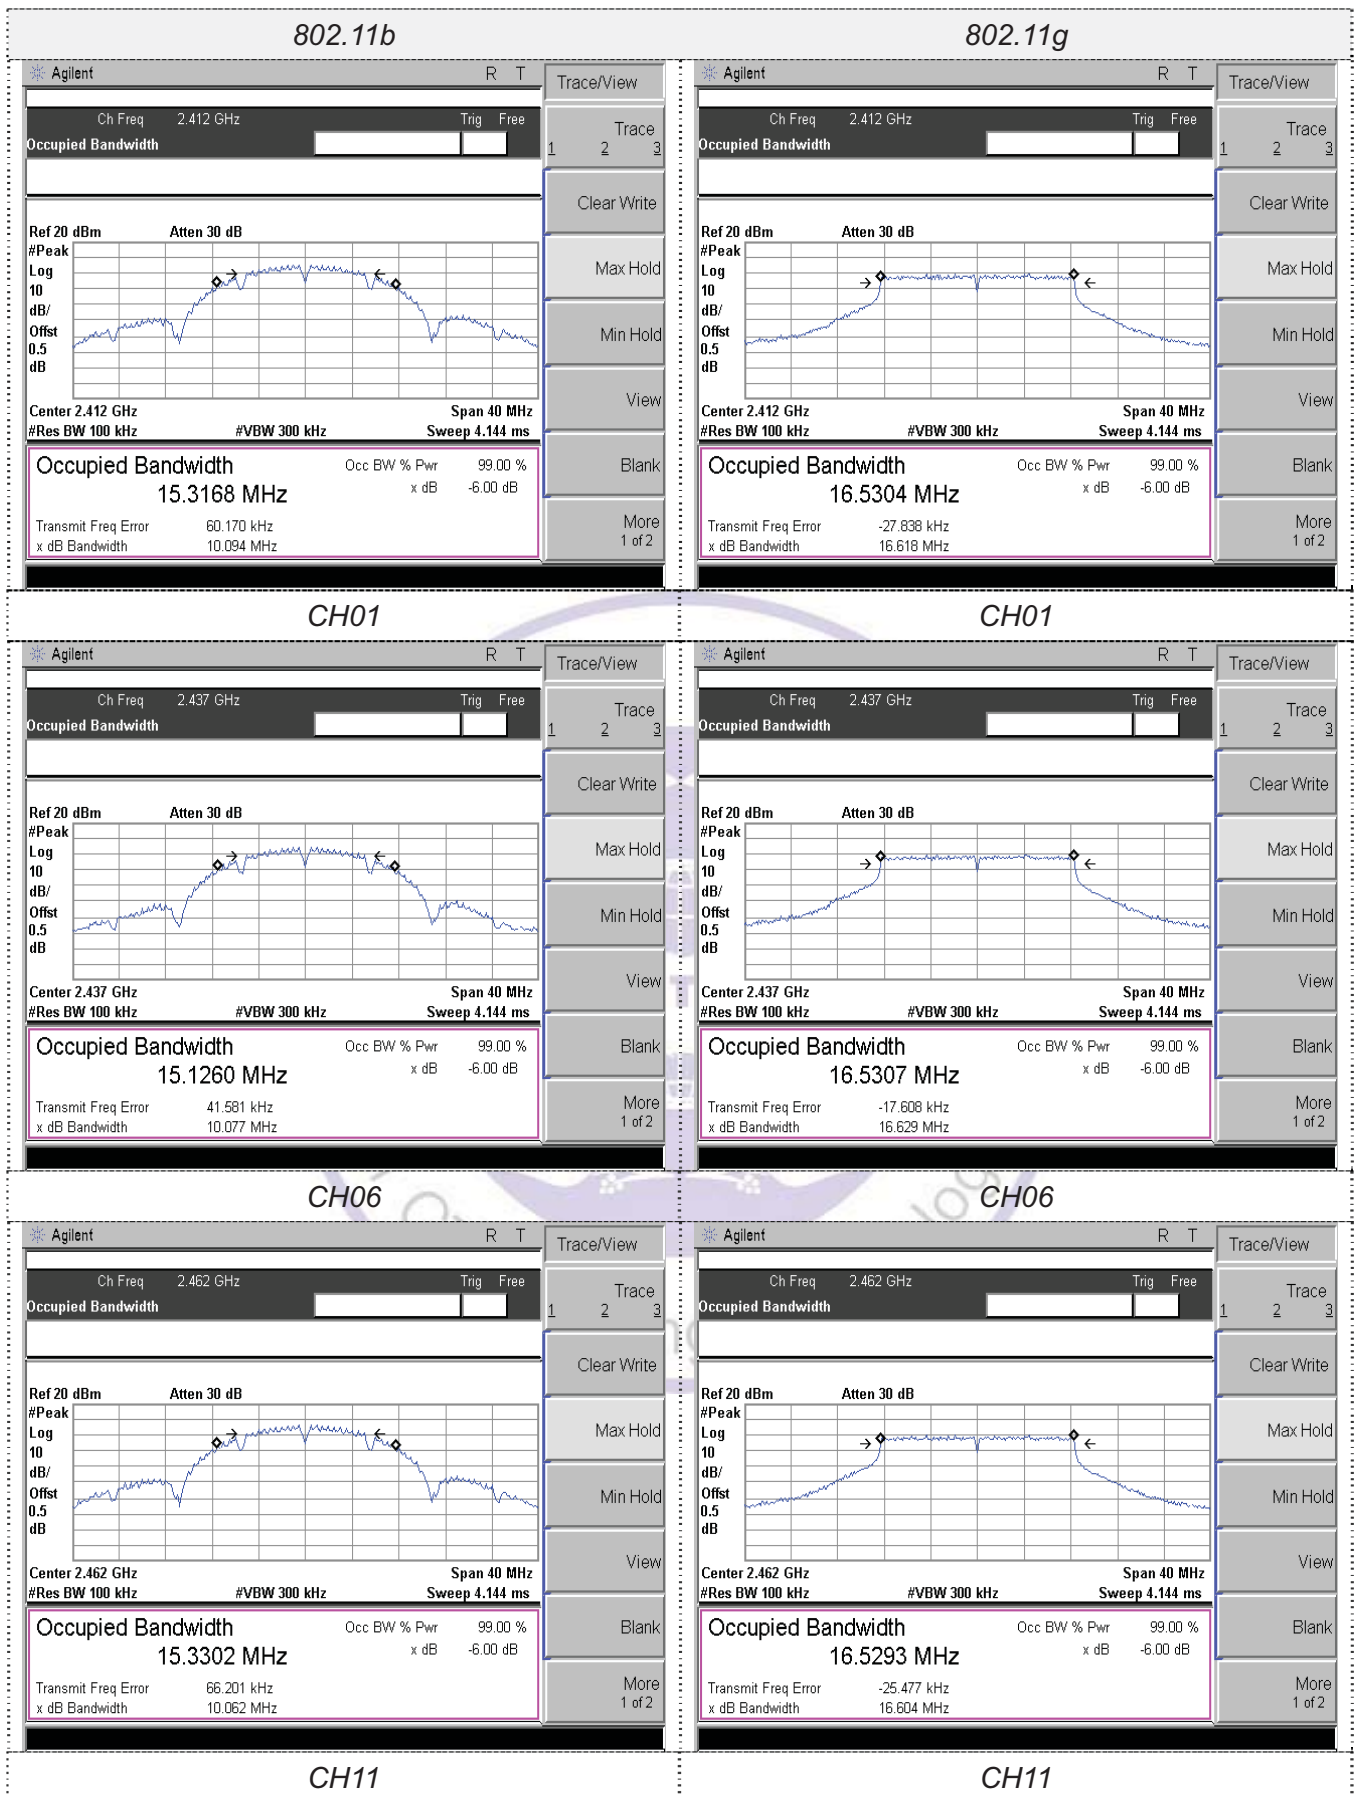 802.11b
802.11g
Agilent R T Trace/View
Ch Freq 2.412 GHz Trig Free
Occupied Bandwidth
Trace
1 2 3
Clear Write
Ref 20 dBm Atten 30 dB
#Peak
Log
10
dB/
Offst
0.5
dB
Max Hold
Min Hold
View
Center 2.412 GHz Span 40 MHz
#Res BW 100 kHz #VBW 300 kHz Sweep 4.144 ms
Occupied Bandwidth Occ BW % Pwr 99.00 %
15.3168 MHz x dB -6.00 dB
Transmit Freq Error 60.170 kHz
x dB Bandwidth 10.094 MHz
Blank
More
1 of 2
Agilent R T Trace/View
Ch Freq 2.412 GHz Trig Free
Occupied Bandwidth
Trace
1 2 3
Clear Write
Ref 20 dBm Atten 30 dB
#Peak
Log
10
dB/
Offst
0.5
dB
Max Hold
Min Hold
View
Center 2.412 GHz Span 40 MHz
#Res BW 100 kHz #VBW 300 kHz Sweep 4.144 ms
Occupied Bandwidth Occ BW % Pwr 99.00 %
16.5304 MHz x dB -6.00 dB
Transmit Freq Error -27.838 kHz
x dB Bandwidth 16.618 MHz
Blank
More
1 of 2
CH01
CH01
Agilent R T Trace/View
Ch Freq 2.437 GHz Trig Free
Occupied Bandwidth
Trace
1 2 3
Clear Write
Ref 20 dBm Atten 30 dB
#Peak
Log
10
dB/
Offst
0.5
dB
Max Hold
Min Hold
View
Center 2.437 GHz Span 40 MHz
#Res BW 100 kHz #VBW 300 kHz Sweep 4.144 ms
Occupied Bandwidth Occ BW % Pwr 99.00 %
15.1260 MHz x dB -6.00 dB
Transmit Freq Error 41.581 kHz
x dB Bandwidth 10.077 MHz
Blank
More
1 of 2
Agilent R T Trace/View
Ch Freq 2.437 GHz Trig Free
Occupied Bandwidth
Trace
1 2 3
Clear Write
Ref 20 dBm Atten 30 dB
#Peak
Log
10
dB/
Offst
0.5
dB
Max Hold
Min Hold
View
Center 2.437 GHz Span 40 MHz
#Res BW 100 kHz #VBW 300 kHz Sweep 4.144 ms
Occupied Bandwidth Occ BW % Pwr 99.00 %
16.5307 MHz x dB -6.00 dB
Transmit Freq Error -17.608 kHz
x dB Bandwidth 16.629 MHz
Blank
More
1 of 2
CH06
CH06
Agilent R T Trace/View
Ch Freq 2.462 GHz Trig Free
Occupied Bandwidth
Trace
1 2 3
Clear Write
Ref 20 dBm Atten 30 dB
#Peak
Log
10
dB/
Offst
0.5
dB
Max Hold
Min Hold
View
Center 2.462 GHz Span 40 MHz
#Res BW 100 kHz #VBW 300 kHz Sweep 4.144 ms
Occupied Bandwidth Occ BW % Pwr 99.00 %
15.3302 MHz x dB -6.00 dB
Transmit Freq Error 66.201 kHz
x dB Bandwidth 10.062 MHz
Blank
More
1 of 2
Agilent R T Trace/View
Ch Freq 2.462 GHz Trig Free
Occupied Bandwidth
Trace
1 2 3
Clear Write
Ref 20 dBm Atten 30 dB
#Peak
Log
10
dB/
Offst
0.5
dB
Max Hold
Min Hold
View
Center 2.462 GHz Span 40 MHz
#Res BW 100 kHz #VBW 300 kHz Sweep 4.144 ms
Occupied Bandwidth Occ BW % Pwr 99.00 %
16.5293 MHz x dB -6.00 dB
Transmit Freq Error -25.477 kHz
x dB Bandwidth 16.604 MHz
Blank
More
1 of 2
CH11
CH11